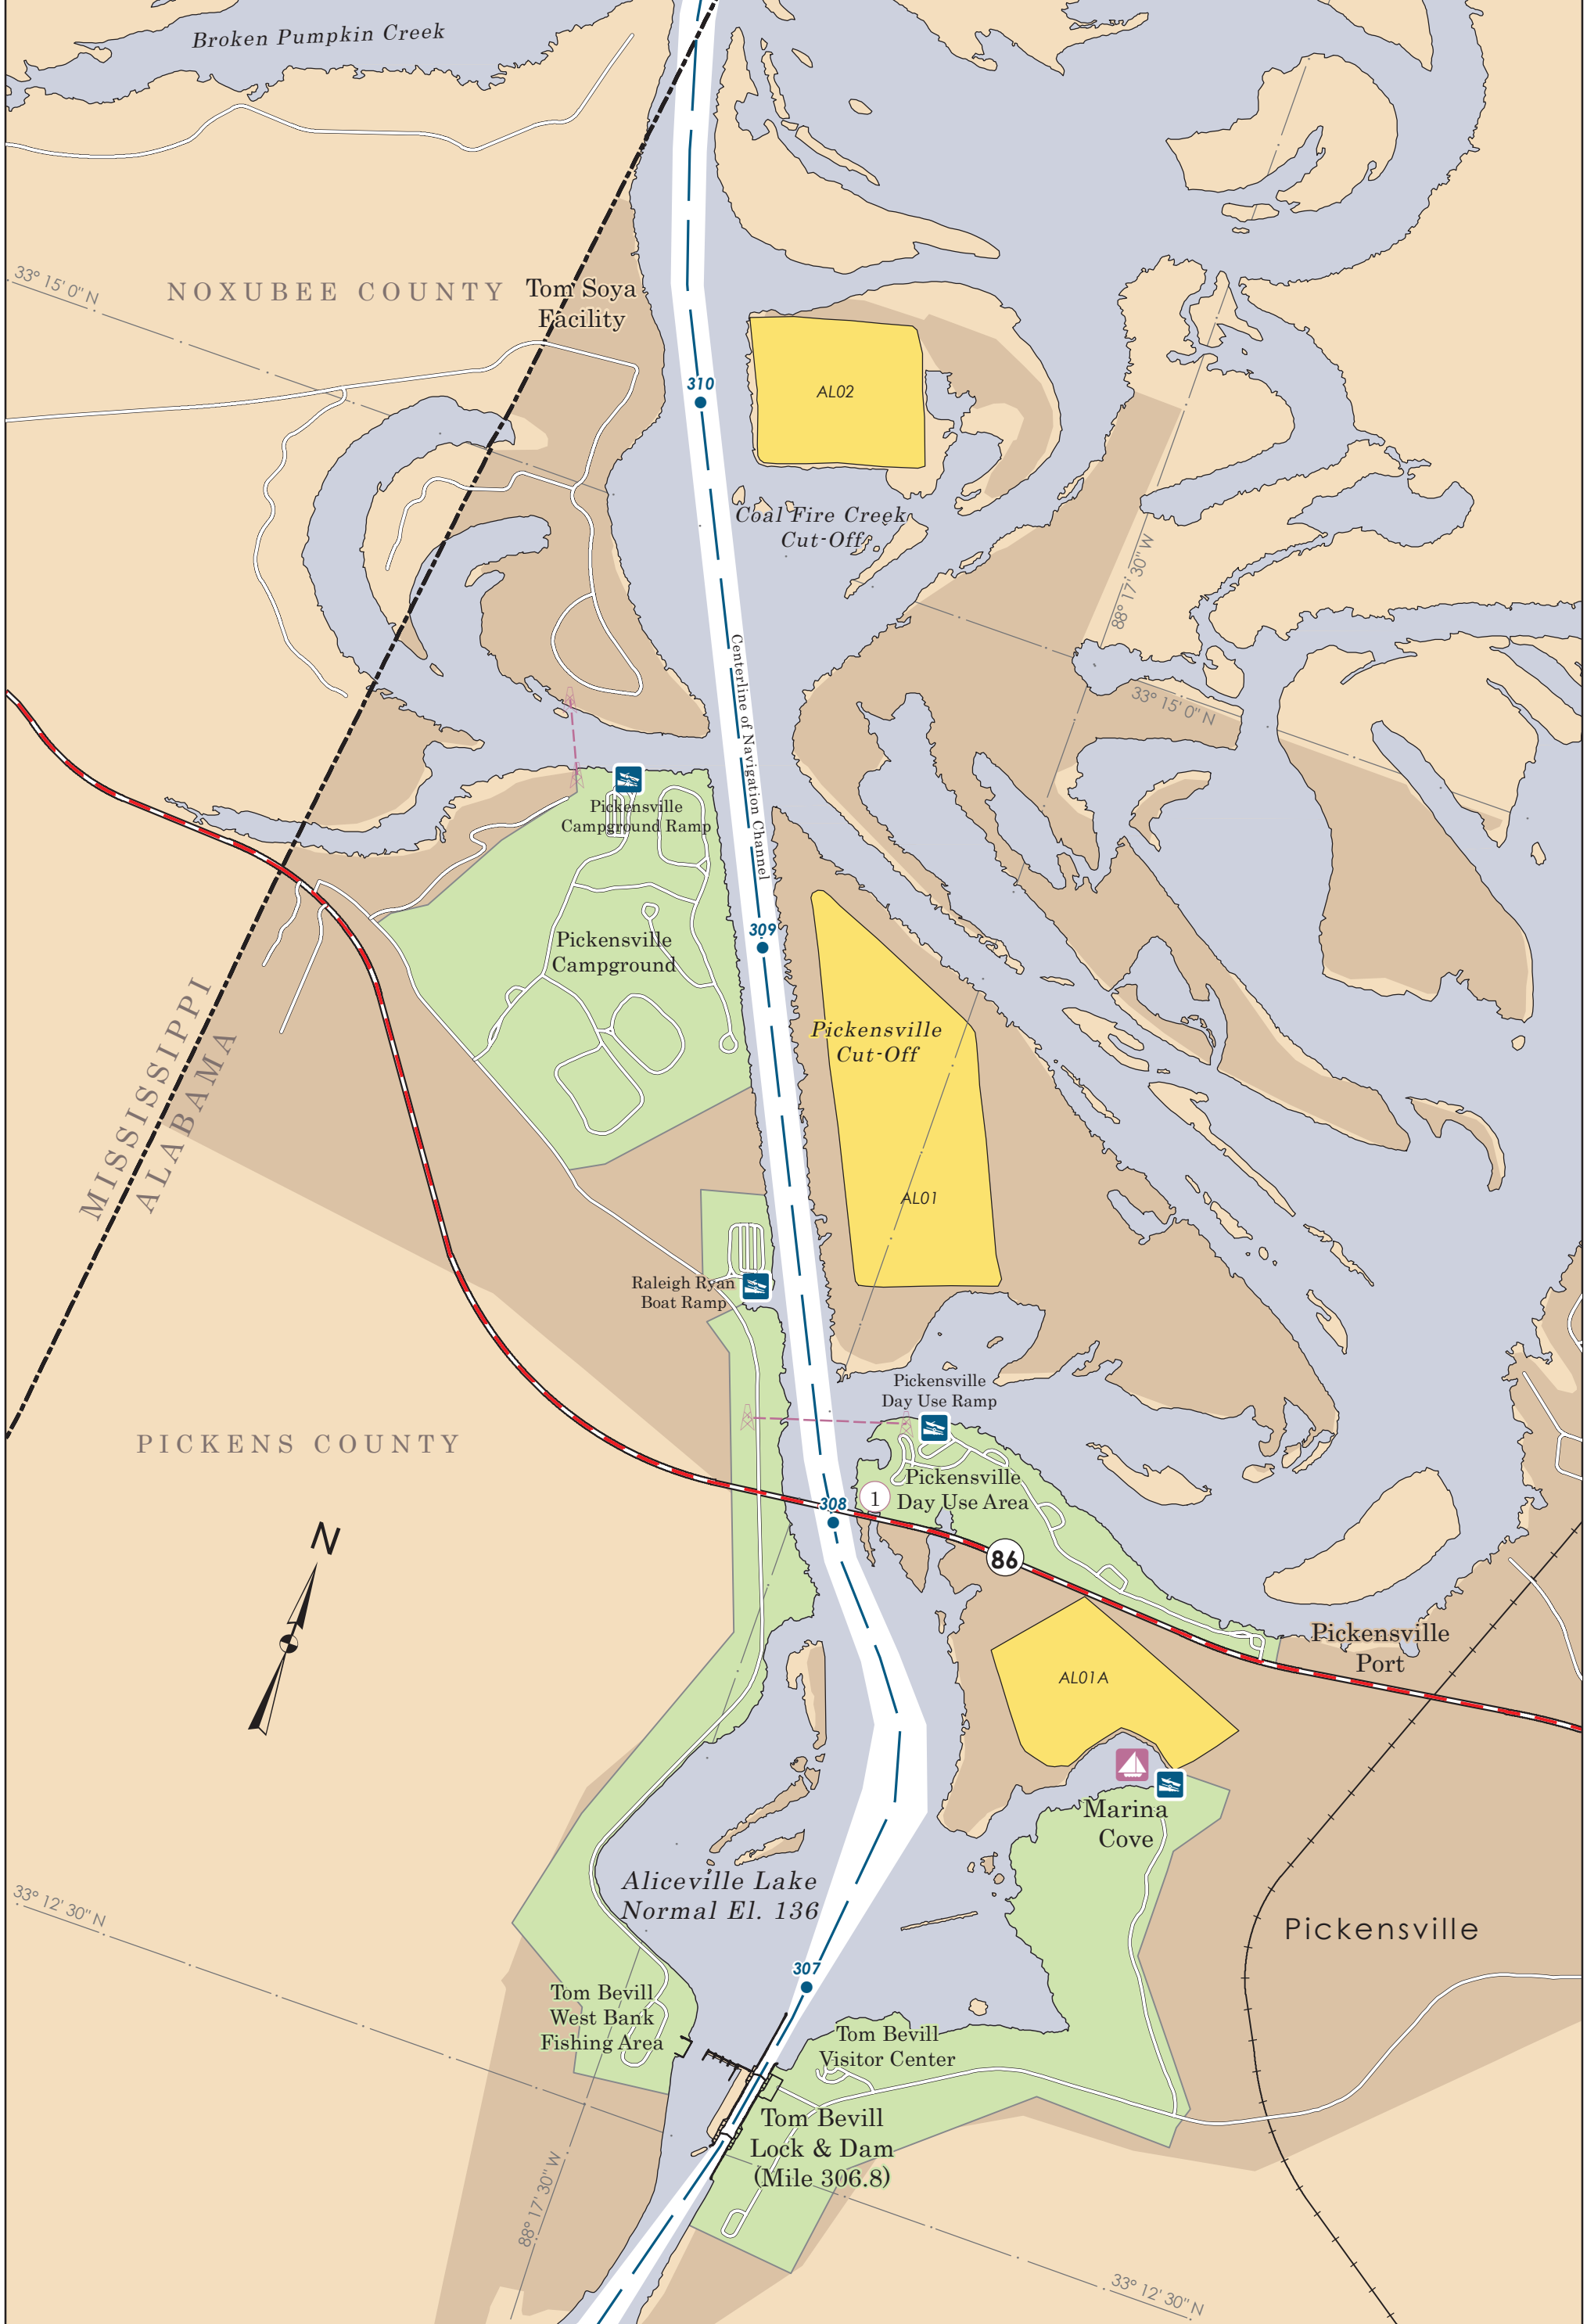 Broken Pumpkin Creek
33° 15' 0" N
NOXUBEE COUNTY
Tom Soya
Facility
310
AL02
Coal Fire Creek
Cut-Off
88° 17' 30" W
Centerline of Navigation Channel
33° 15' 0" N
Pickensville
Campground Ramp
309
Pickensville
Campground
Pickensville
Cut-Off
MISSISSIPPI
ALABAMA
AL01
Raleigh Ryan
Boat Ramp
Pickensville
Day Use Ramp
PICKENS COUNTY
Pickensville
Day Use Area
1
308
86
N
Pickensville
Port
AL01A
Marina
Cove
Aliceville Lake
Normal El. 136
33° 12' 30" N
Pickensville
307
Tom Bevill
West Bank
Fishing Area
Tom Bevill
Visitor Center
Tom Bevill
Lock & Dam
(Mile 306.8)
88° 17' 30" W
33° 12' 30" N